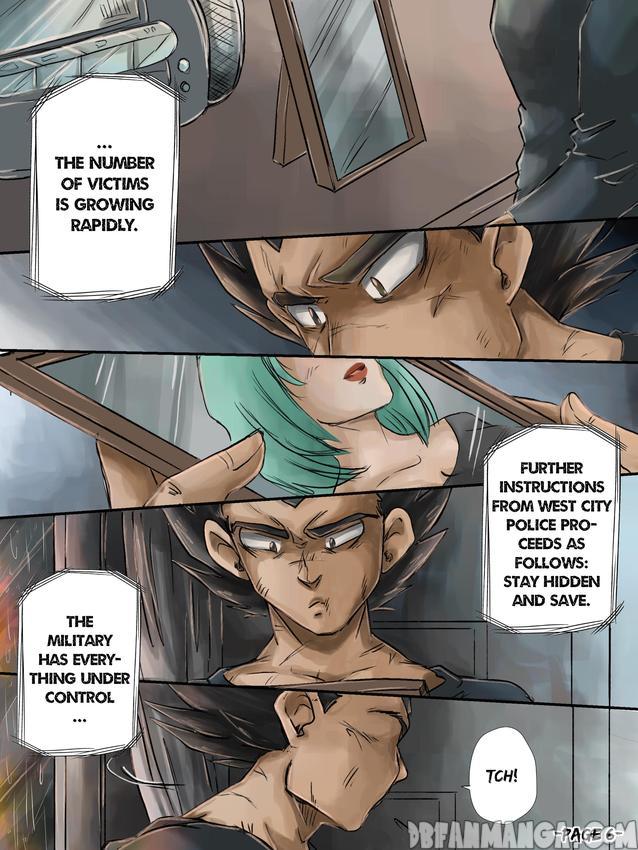 ...
THE NUMBER
OF VICTIMS
IS GROWING
RAPIDLY.
FURTHER
INSTRUCTIONS
FROM WEST CITY
POLICE PRO-
CEEDS AS
FOLLOWS:
STAY HIDDEN
AND SAVE.
THE
MILITARY
HAS EVERY-
THING UNDER
CONTROL
...
TCH!
-PAGE 6-
DBFANMANGA.COM